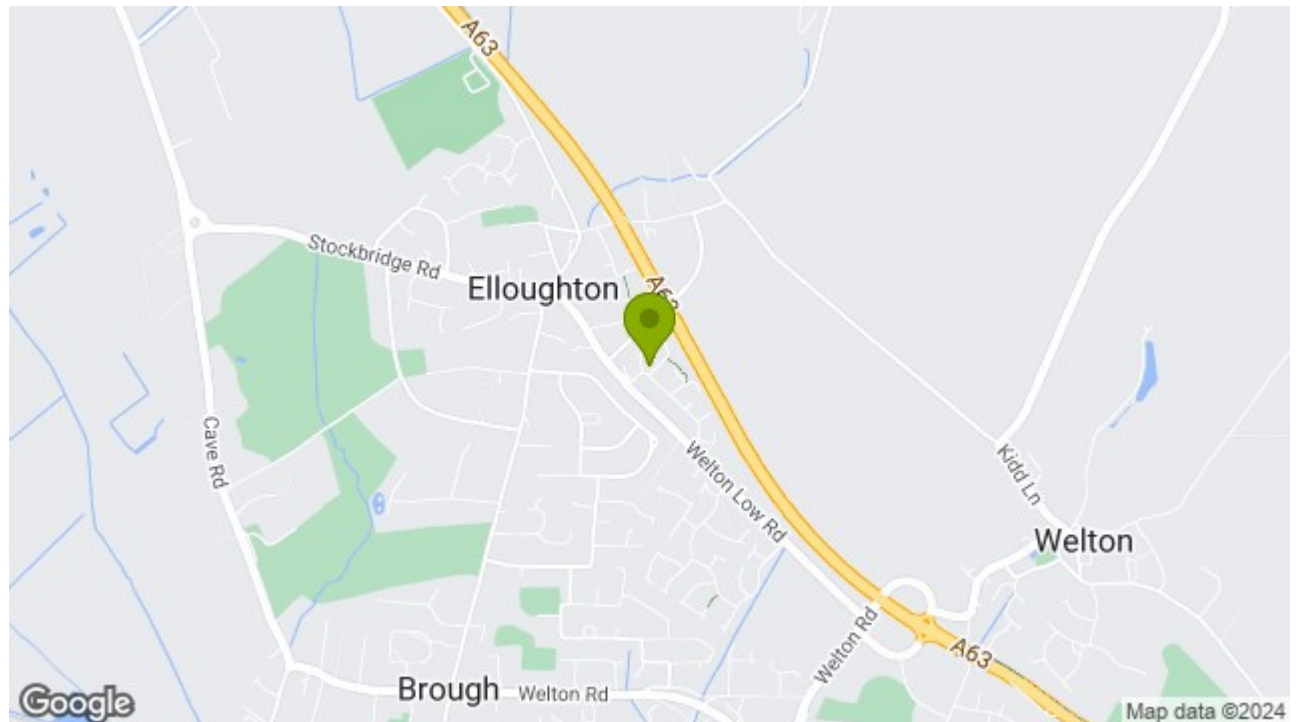 A63
Stockbridge Rd
Elloughton
A63
Cave Rd
Welton Low Rd
Kidd Ln
Welton
Welton Rd
A63
Brough
Welton Rd
Google
Map data ©2024